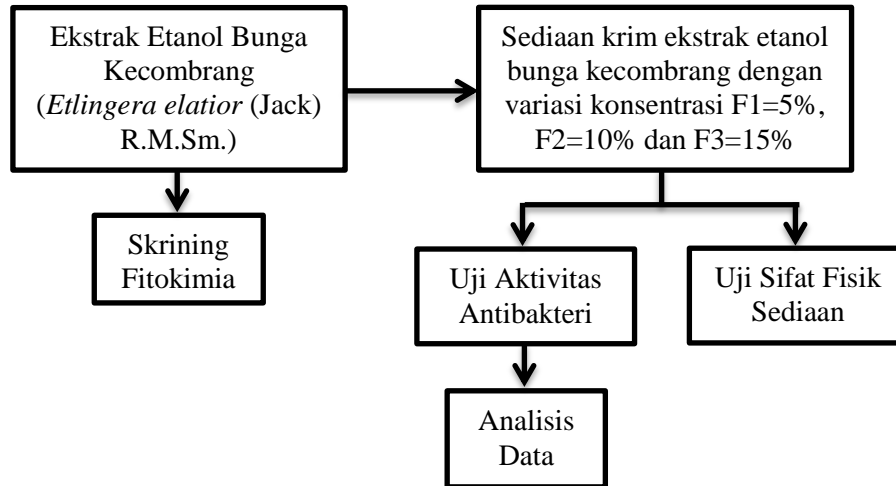 Ekstrak Etanol Bunga
Kecombrang
(Etlingera elatior (Jack)
R.M.Sm.)
Sediaan krim ekstrak etanol
bunga kecombrang dengan
variasi konsentrasi F1=5%,
F2=10% dan F3=15%
Skrining
Fitokimia
Uji Aktivitas
Antibakteri
Uji Sifat Fisik
Sediaan
Analisis
Data